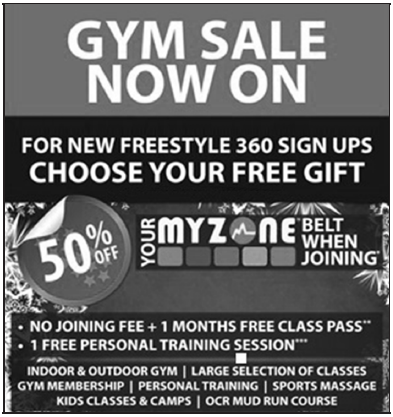 GYM SALE
NOW ON
FOR NEW FREESTYLE 360 SIGN UPS
CHOOSE YOUR FREE GIFT
50% OFF
YOUR MYZONE BELT WHEN JOINING*
• NO JOINING FEE + 1 MONTHS FREE CLASS PASS**
• 1 FREE PERSONAL TRAINING SESSION***
INDOOR & OUTDOOR GYM | LARGE SELECTION OF CLASSES
GYM MEMBERSHIP | PERSONAL TRAINING | SPORTS MASSAGE
KIDS CLASSES & CAMPS | OCR MUD RUN COURSE